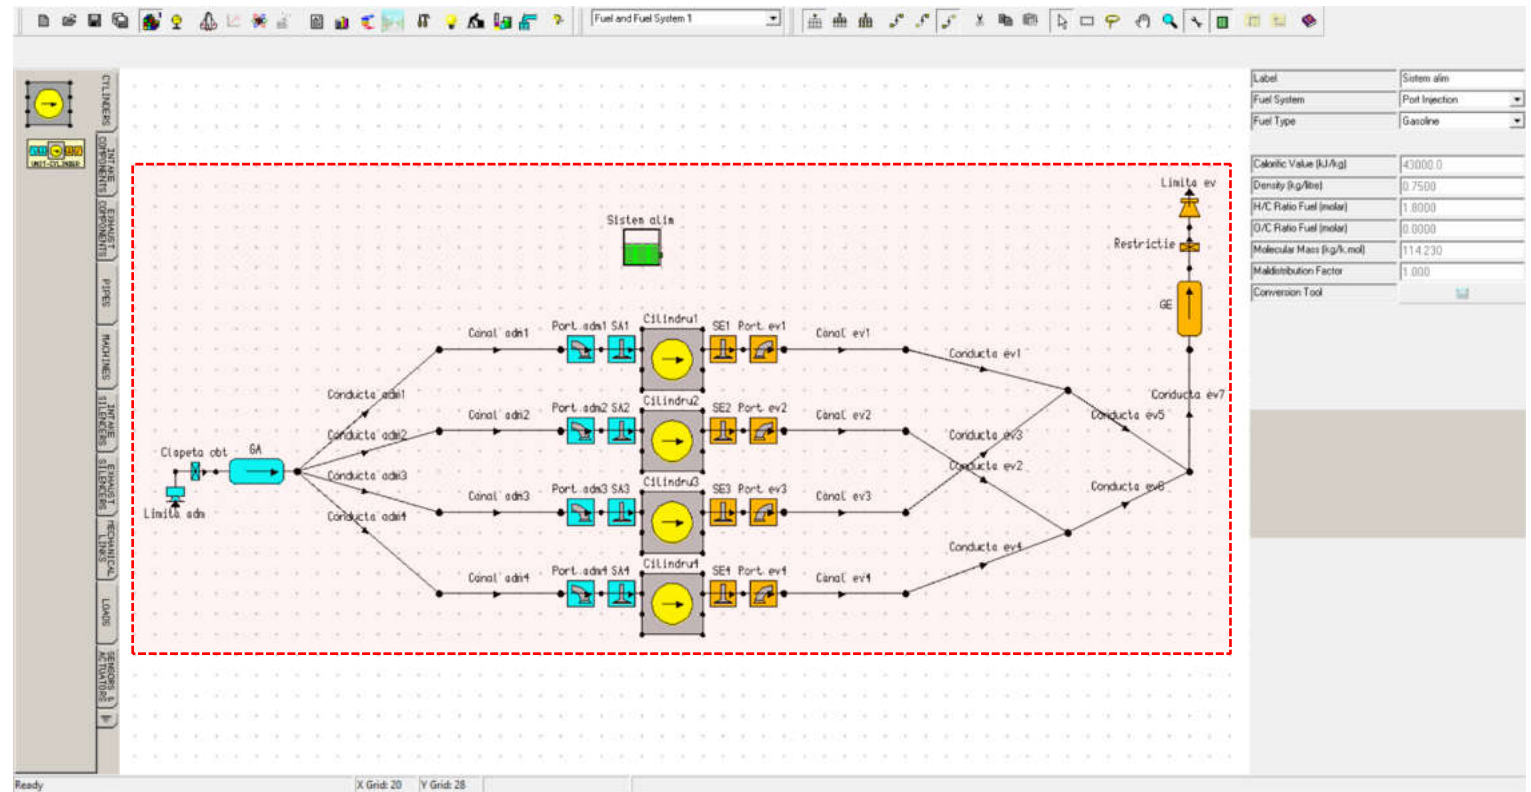 Fuel and Fuel System 1
CYLINDERS
UNIT-CYLINDER
INTAKE COMPONENTS
EXHAUST COMPONENTS
PIPES
MACHINES
INTAKE SILENCERS
EXHAUST SILENCERS
MECHANICAL LINKS
LOADS
SENSORS & ACTUATORS
Label Sistem alim
Fuel System Port Injection
Fuel Type Gasoline
Calorific Value (kJ/kg) 43000.0
Density (kg/litre) 0.7500
H/C Ratio Fuel (molar) 1.8000
O/C Ratio Fuel (molar) 0.0000
Molecular Mass (kg/k.mol) 114.230
Maldistribution Factor 1.000
Conversion Tool
Limita ev
Sistem alim
Restrictie
GE
Canal adm1 Port adm1 SA1 Cilindru1 SE1 Port ev1 Canal ev1
Conducta ev1
Conducta adm1
Conducta ev7
Canal adm2 Port adm2 SA2 Cilindru2 SE2 Port ev2 Canal ev2
Conducta ev5
Conducta adm2
Conducta ev3
Clapeta obt GA
Conducta ev2
Conducta adm3
Conducta ev6
Canal adm3 Port adm3 SA3 Cilindru3 SE3 Port ev3 Canal ev3
Limita adm
Conducta adm4
Conducta ev4
Canal adm4 Port adm4 SA4 Cilindru4 SE4 Port ev4 Canal ev4
Ready X Grid: 20 Y Grid: 28